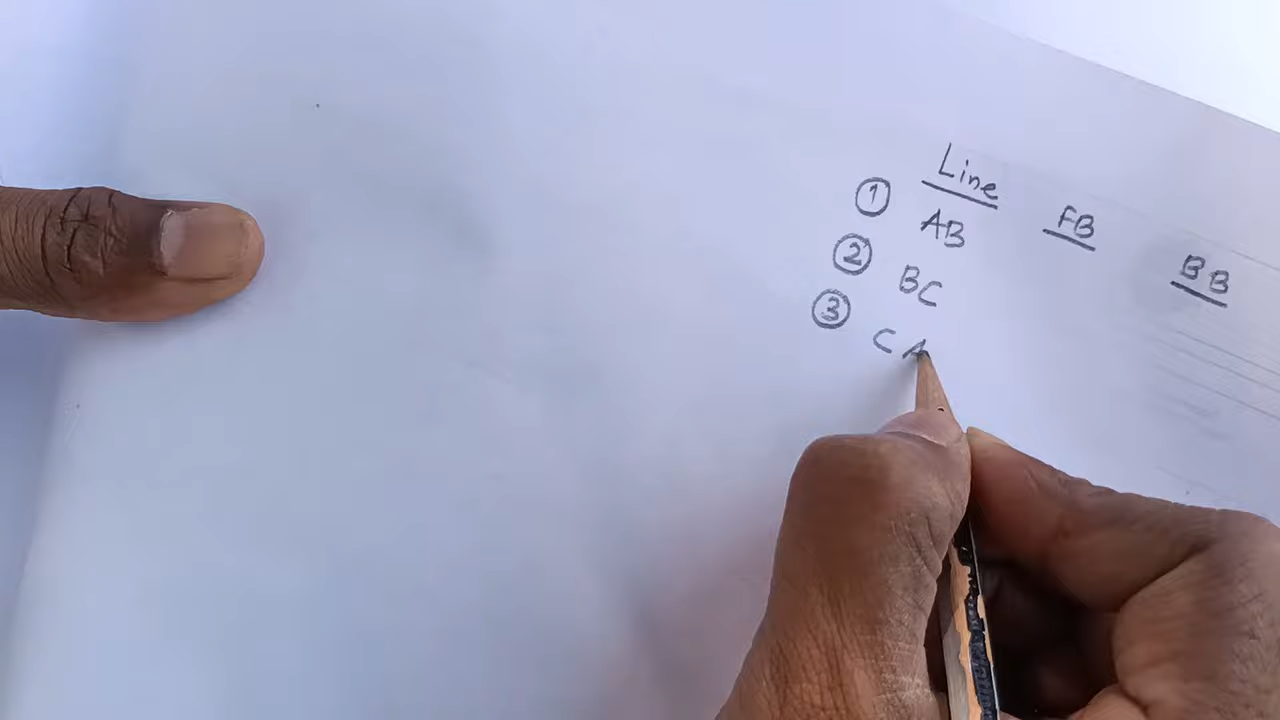 Line FB BB
① AB
② BC
③ CA